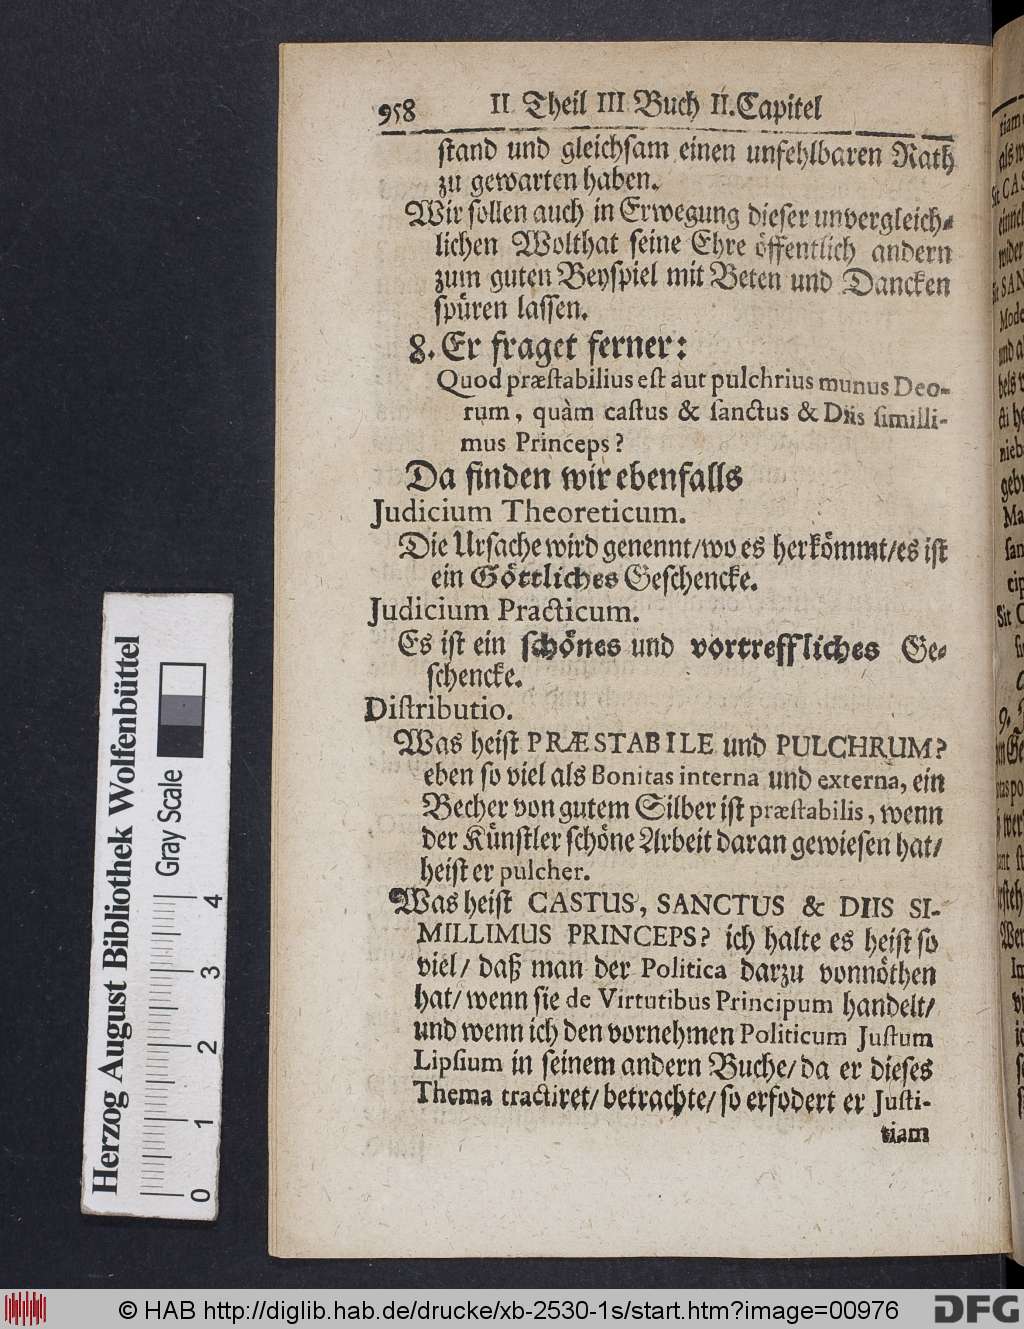 958 II Theil III Buch II. Capitel
stand und gleichsam einen unfehlbaren Rath
zu gewarten haben.
Wir sollen auch in Erwegung dieser unvergleich-
lichen Wolthat seine Ehre öffentlich andern
zum guten Beyspiel mit Beten und Dancken
spüren lassen.
8. Er fraget ferner:
Quod præstabilius est aut pulchrius munus Deo-
rum, quàm castus & sanctus & Diis simili-
mus Princeps?
Da finden wir ebenfalls
Judicium Theoreticum.
Die Ursache wird genennt/wo es herkömmt/es ist
ein Göttliches Geschencke.
Judicium Practicum.
Es ist ein schönes und vortreffliches Ge-
schencke.
Distributio.
Was heist PRÆSTABILE und PULCHRUM?
eben so viel als Bonitas interna und externa, ein
Becher von gutem Silber ist præstabilis, wenn
der Künstler schöne Arbeit daran gewiesen hat/
heist er pulcher.
Was heist CASTUS, SANCTUS & DIIS SI-
MILLIMUS PRINCEPS? ich halte es heist so
viel/ daß man der Politica darzu vonnöthen
hat/ wenn sie de Virtutibus Principum handelt/
und wenn ich den vornehmen Politicum Justum
Lipsium in seinem andern Buche/ da er dieses
Thema tractiret/ betrachte/ so erfodert er Justi-
tiam
Herzog August Bibliothek Wolfenbüttel
Gray Scale
0 1 2 3 4
© HAB http://diglib.hab.de/drucke/xb-2530-1s/start.htm?image=00976
DFG